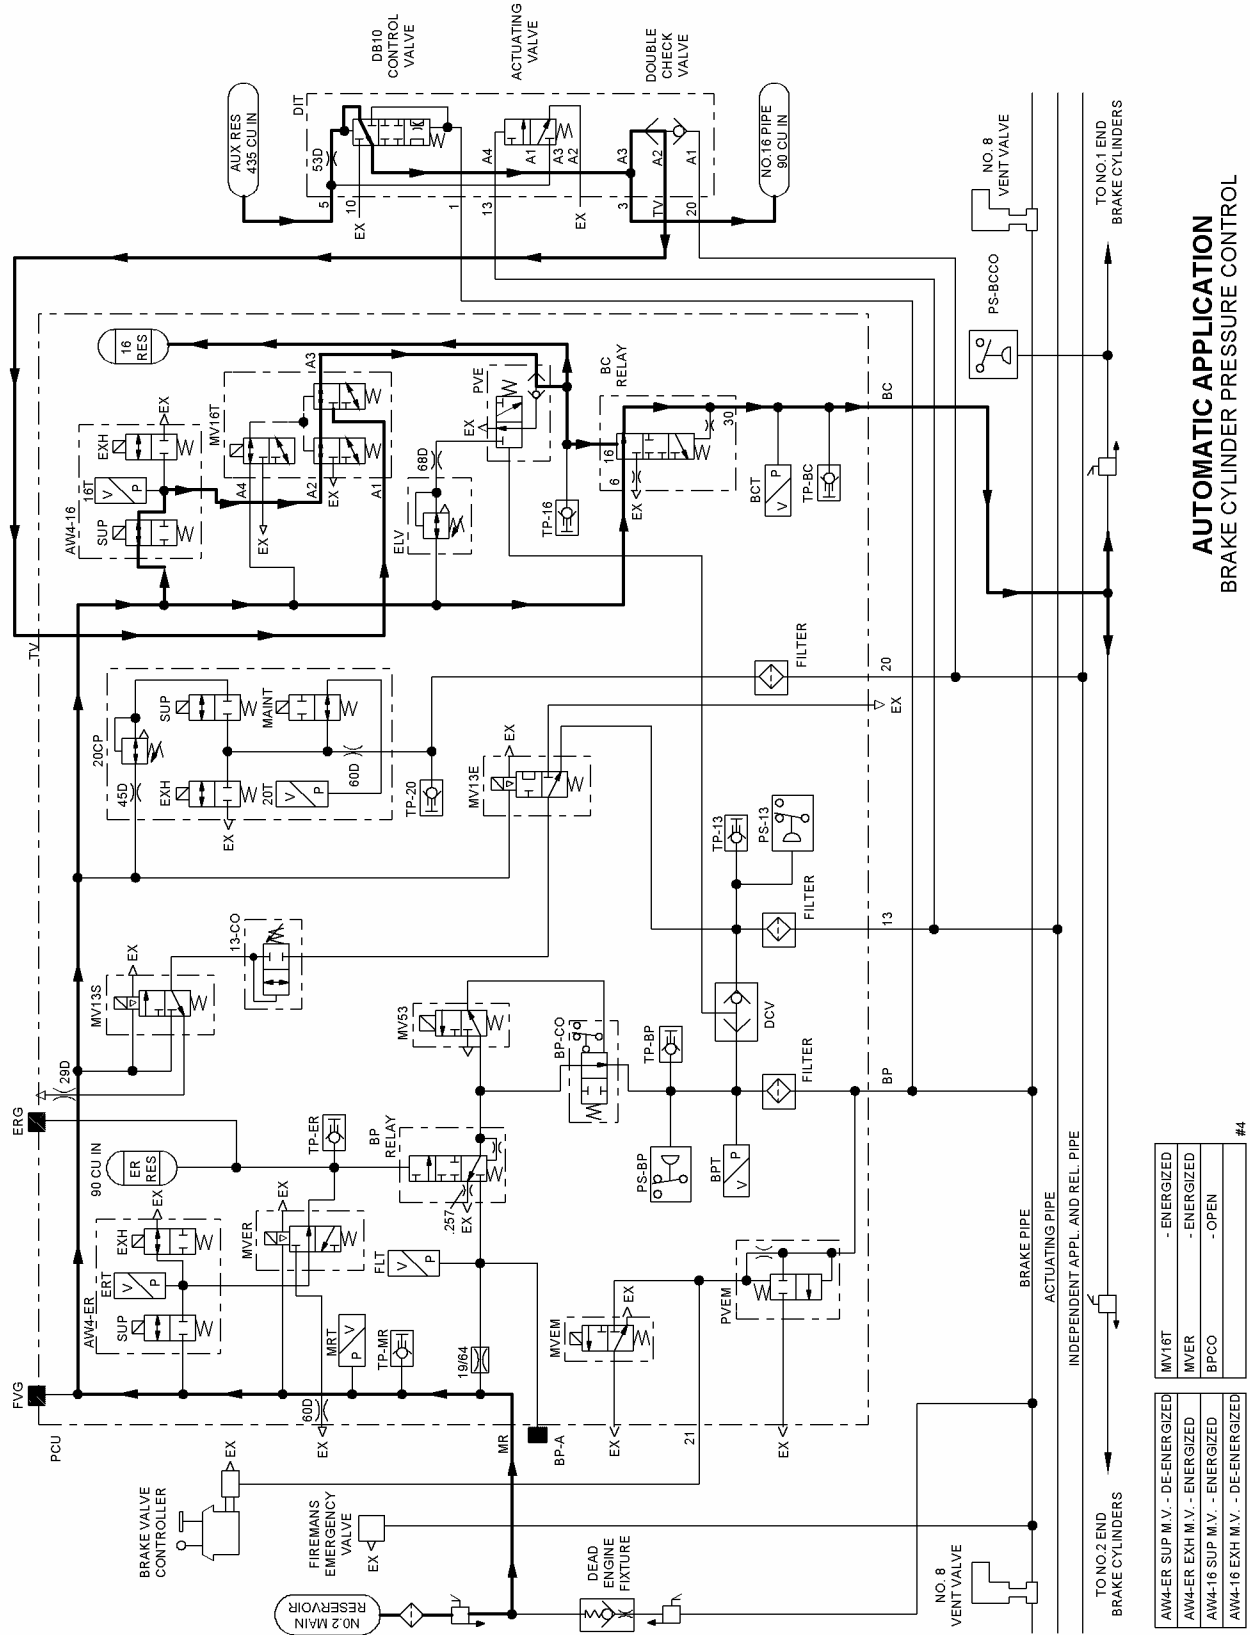 AUX RES
435 CU IN
DIT
53D
DB10
CONTROL
VALVE
ACTUATING
VALVE
DOUBLE
CHECK
VALVE
5
10
EX
1
13
A4
A1
A3
A2
EX
A3
A2
A1
3
TV
20
NO.16 PIPE
90 CU IN
NO. 8
VENT VALVE
TO NO.1 END
BRAKE CYLINDERS
PS-BCCO
16
RES
AW4-16
SUP
16T
V
P
EXH
EX
MV16T
A4
EX
A2
EX
A1
A3
ELV
68D
PVE
EX
TP-16
BC
RELAY
16
6
EX
30
BCT
V
P
TP-BC
BC
TV
20CP
45D
SUP
MAINT
EXH
EX
20T
V
P
60D
TP-20
MV13E
EX
EX
FILTER
20
TP-13
PS-13
FILTER
13
MV13S
EX
13-CO
29D
ERG
MV53
BP-CO
TP-BP
DCV
FILTER
BP
90 CU IN
ER
RES
TP-ER
BP
RELAY
.257
EX
PS-BP
BPT
V
P
AW4-ER
SUP
ERT
V
P
EXH
EX
MVER
EX
FLT
V
P
MRT
V
P
TP-MR
19/64
MVEM
EX
PVEM
FVG
PCU
60D
EX
MR
BP-A
EX
21
EX
BRAKE VALVE
CONTROLLER
EX
FIREMANS
EMERGENCY
VALVE
EX
NO.2 MAIN
RESERVOIR
DEAD
ENGINE
FIXTURE
NO. 8
VENT VALVE
BRAKE PIPE
ACTUATING PIPE
INDEPENDENT APPL. AND REL. PIPE
TO NO.2 END
BRAKE CYLINDERS
AUTOMATIC APPLICATION
BRAKE CYLINDER PRESSURE CONTROL
AW4-ER SUP M.V. - DE-ENERGIZED
AW4-ER EXH M.V. - ENERGIZED
AW4-16 SUP M.V. - ENERGIZED
AW4-16 EXH M.V. - DE-ENERGIZED
MV16T - ENERGIZED
MVER - ENERGIZED
BPCO - OPEN
#4